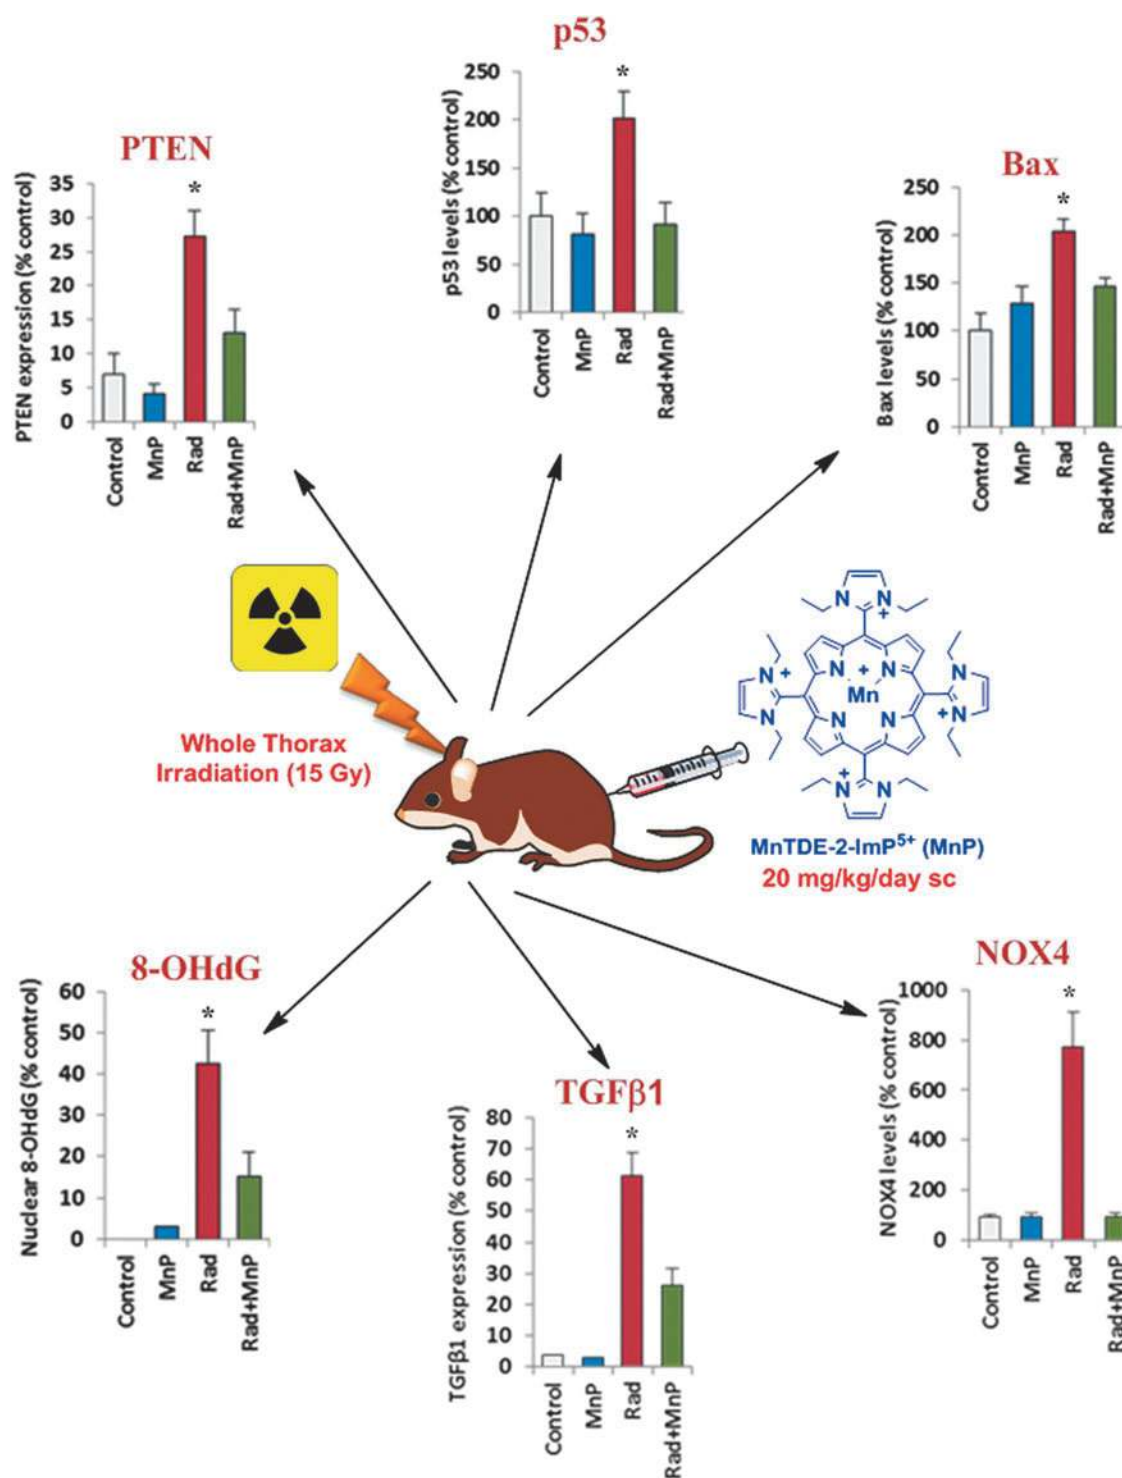 p53
p53 levels (% control)
250
200
150
100
50
0
*
Control
MnP
Rad
Rad+MnP
PTEN
PTEN expression (% control)
35
30
25
20
15
10
5
0
*
Control
MnP
Rad
Rad+MnP
Bax
Bax levels (% control)
250
200
150
100
50
0
*
Control
MnP
Rad
Rad+MnP
Whole Thorax
Irradiation (15 Gy)
N
N
+
N
N
+
N
+
N
Mn
N
N
N
N
+
N
N
+
N
MnTDE-2-ImP⁵⁺ (MnP)
20 mg/kg/day sc
8-OHdG
Nuclear 8-OHdG (% control)
60
50
40
30
20
10
0
*
Control
MnP
Rad
Rad+MnP
TGFβ1
TGFβ1 expression (% control)
80
70
60
50
40
30
20
10
0
*
Control
MnP
Rad
Rad+MnP
NOX4
NOX4 levels (% control)
1000
800
600
400
200
0
*
Control
MnP
Rad
Rad+MnP